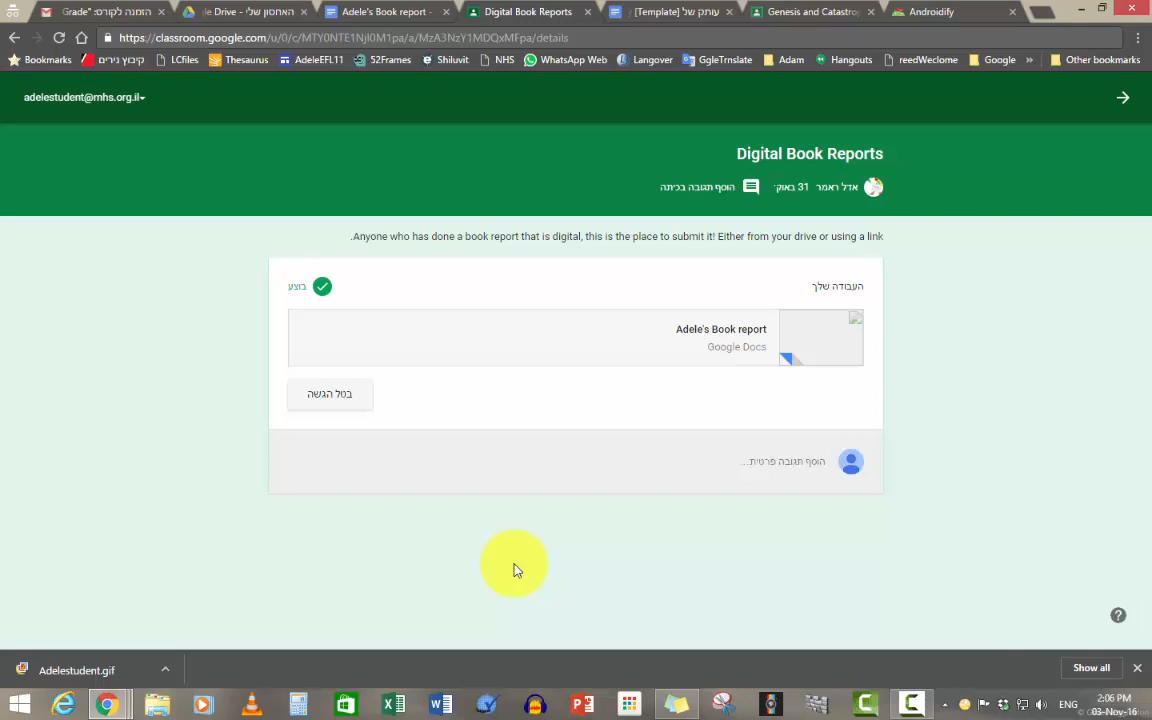 הזמנה לקורס: "Grade
האחסון שלי - le Drive
Adele's Book report -
Digital Book Reports
עותק של [Template]
Genesis and Catastro
Androidify
https://classroom.google.com/u/0/c/MTY0NTE1NjI0M1pa/a/MzA3NzY1MDQxMFpa/details
Bookmarks
קיבוץ נירים
LCfiles
Thesaurus
AdeleEFL11
52Frames
Shiluvit
NHS
WhatsApp Web
Langover
GgleTrnslate
Adam
Hangouts
reedWeclome
Google
»
Other bookmarks
adelestudent@mhs.org.il
Digital Book Reports
אדל ראמר 31 באוק׳
הוסף תגובה בכיתה
.Anyone who has done a book report that is digital, this is the place to submit it! Either from your drive or using a link
העבודה שלך
בוצע
Adele's Book report
Google Docs
בטל הגשה
הוסף תגובה פרטית...
Adelestudent.gif
Show all
ENG
2:06 PM
03-Nov-16